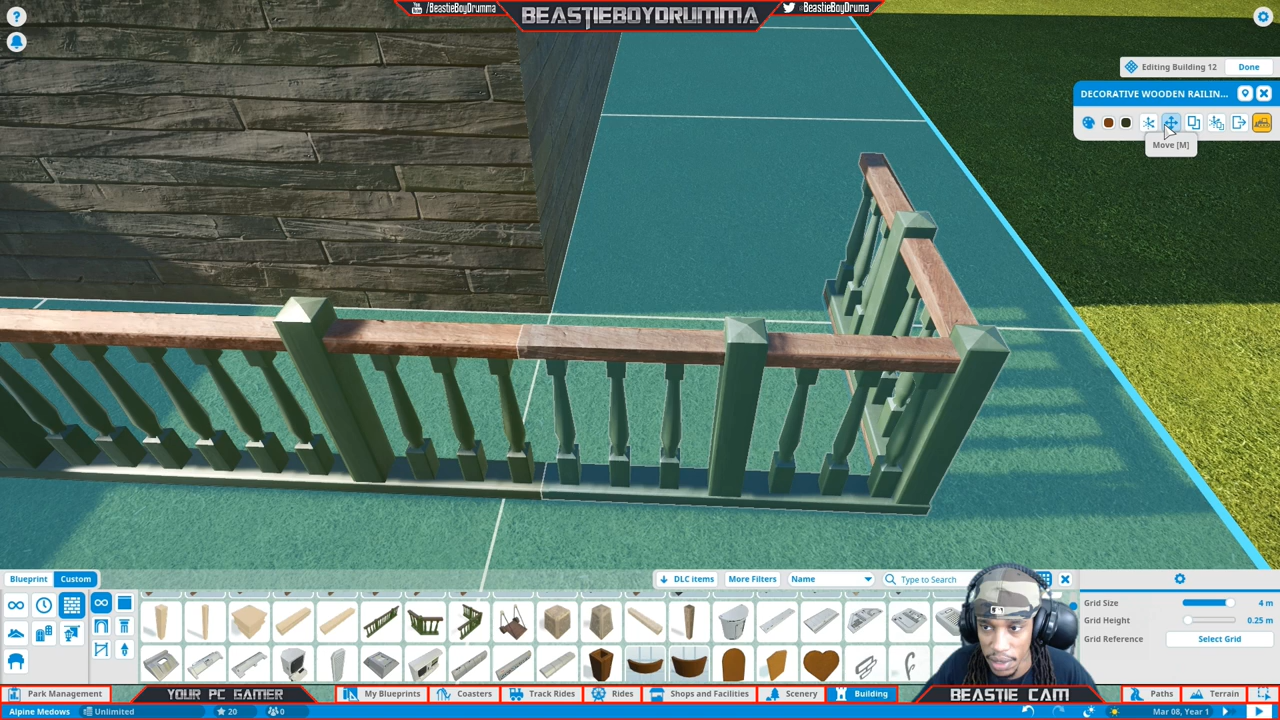 /BeastieBoyDrumma
BEASTIEBOYDRUMMA
@BeastieBoyDruma
Editing Building 12
Done
DECORATIVE WOODEN RAILIN...
Move [M]
Blueprint
Custom
DLC items
More Filters
Name
Type to Search
Grid Size
4 m
Grid Height
0.25 m
Grid Reference
Select Grid
Park Management
YOUR PC GAMER
My Blueprints
Coasters
Track Rides
Rides
Shops and Facilities
Scenery
Building
BEASTIE CAM
Paths
Terrain
Alpine Medows
Unlimited
20
0
Mar 08, Year 1